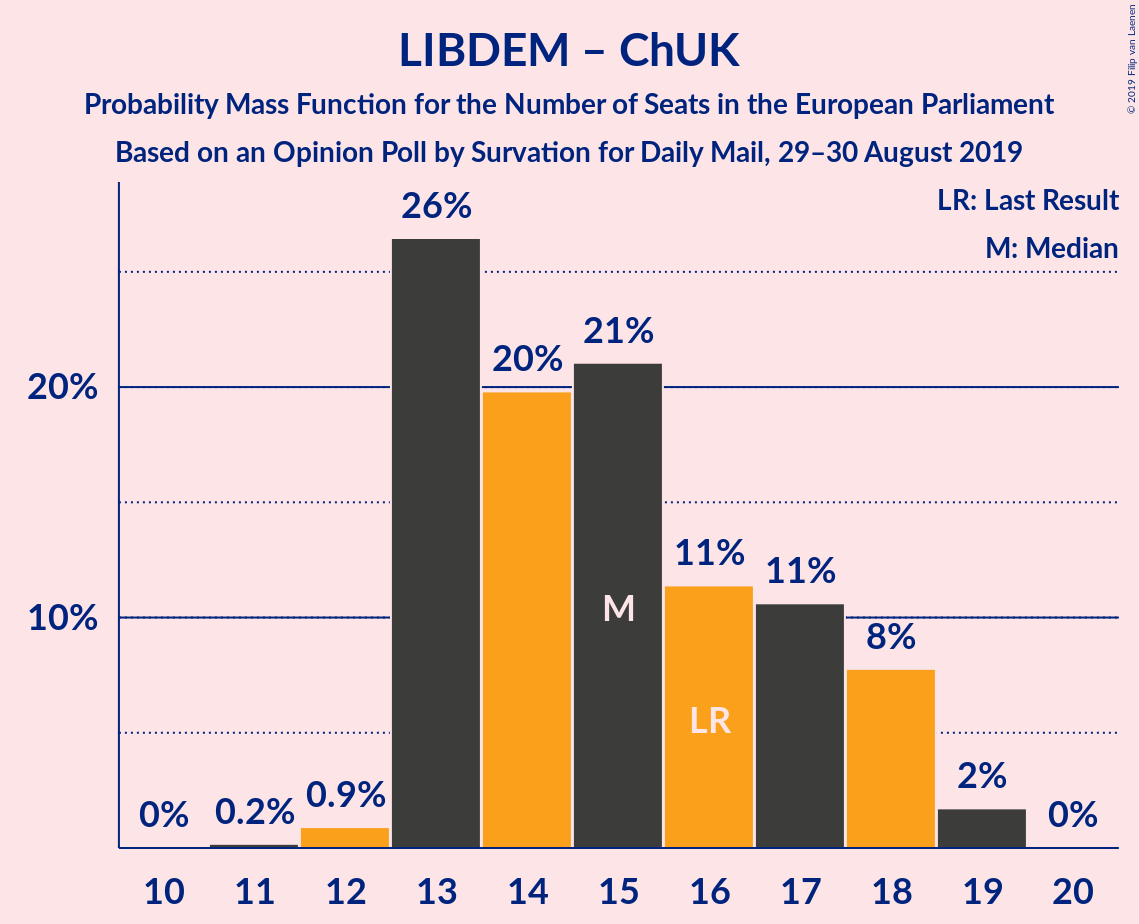 LIBDEM – ChUK
Probability Mass Function for the Number of Seats in the European Parliament
Based on an Opinion Poll by Survation for Daily Mail, 29–30 August 2019
© 2019 Filip van Laenen
LR: Last Result
M: Median
26%
21%
20%
20%
11%
11%
M
10%
8%
LR
2%
0.9%
0.2%
0%
0%
10 11 12 13 14 15 16 17 18 19 20